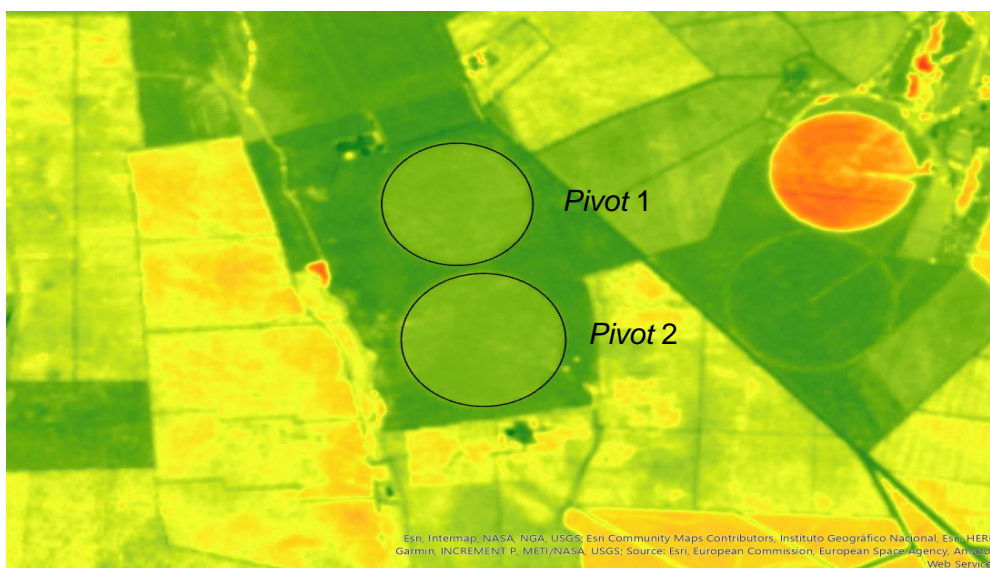 Pivot 1
Pivot 2
Esri, Intermap, NASA, NGA, USGS; Esri Community Maps Contributors, Instituto Geográfico Nacional, Esri, HERE
Garmin, INCREMENT P, METI/NASA, USGS; Source: Esri, European Commission, European Space Agency, Amazo
Web Service